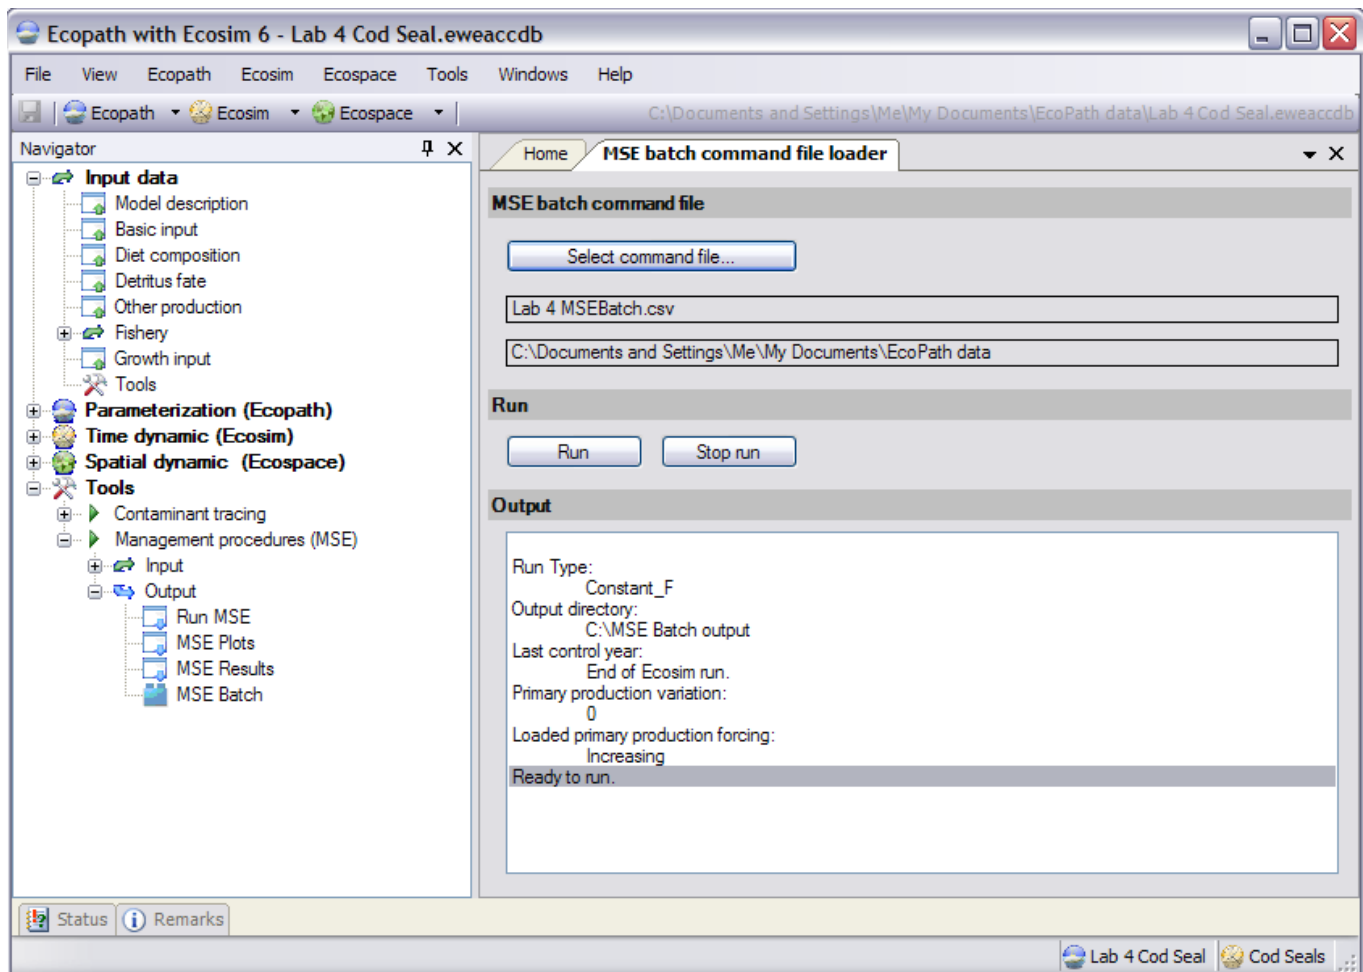 Ecopath with Ecosim 6 - Lab 4 Cod Seal.eweaccdb
File View Ecopath Ecosim Ecospace Tools Windows Help
Ecopath Ecosim Ecospace C:\Documents and Settings\Me\My Documents\EcoPath data\Lab 4 Cod Seal.eweaccdb
Navigator
Input data
Model description
Basic input
Diet composition
Detritus fate
Other production
Fishery
Growth input
Tools
Parameterization (Ecopath)
Time dynamic (Ecosim)
Spatial dynamic (Ecospace)
Tools
Contaminant tracing
Management procedures (MSE)
Input
Output
Run MSE
MSE Plots
MSE Results
MSE Batch
Home MSE batch command file loader
MSE batch command file
Select command file...
Lab 4 MSEBatch.csv
C:\Documents and Settings\Me\My Documents\EcoPath data
Run
Run Stop run
Output
Run Type:
Constant_F
Output directory:
C:\MSE Batch output
Last control year:
End of Ecosim run.
Primary production variation:
0
Loaded primary production forcing:
Increasing
Ready to run.
Status Remarks
Lab 4 Cod Seal Cod Seals